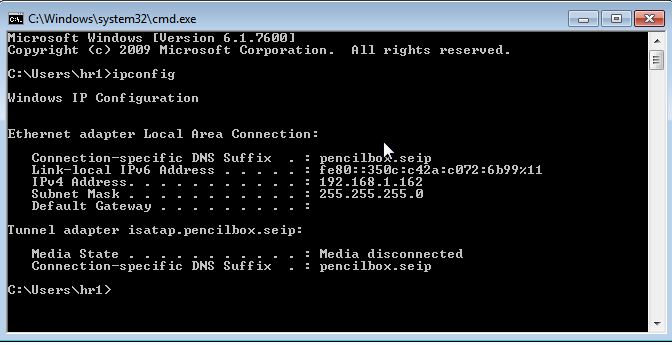 C:\Windows\system32\cmd.exe
Microsoft Windows [Version 6.1.7600]
Copyright (c) 2009 Microsoft Corporation.  All rights reserved.
C:\Users\hr1>ipconfig
Windows IP Configuration
Ethernet adapter Local Area Connection:
   Connection-specific DNS Suffix  . : pencilbox.seip
   Link-local IPv6 Address . . . . . : fe80::350c:c42a:c072:6b99%11
   IPv4 Address. . . . . . . . . . . : 192.168.1.162
   Subnet Mask . . . . . . . . . . . : 255.255.255.0
   Default Gateway . . . . . . . . . :
Tunnel adapter isatap.pencilbox.seip:
   Media State . . . . . . . . . . . : Media disconnected
   Connection-specific DNS Suffix  . : pencilbox.seip
C:\Users\hr1>